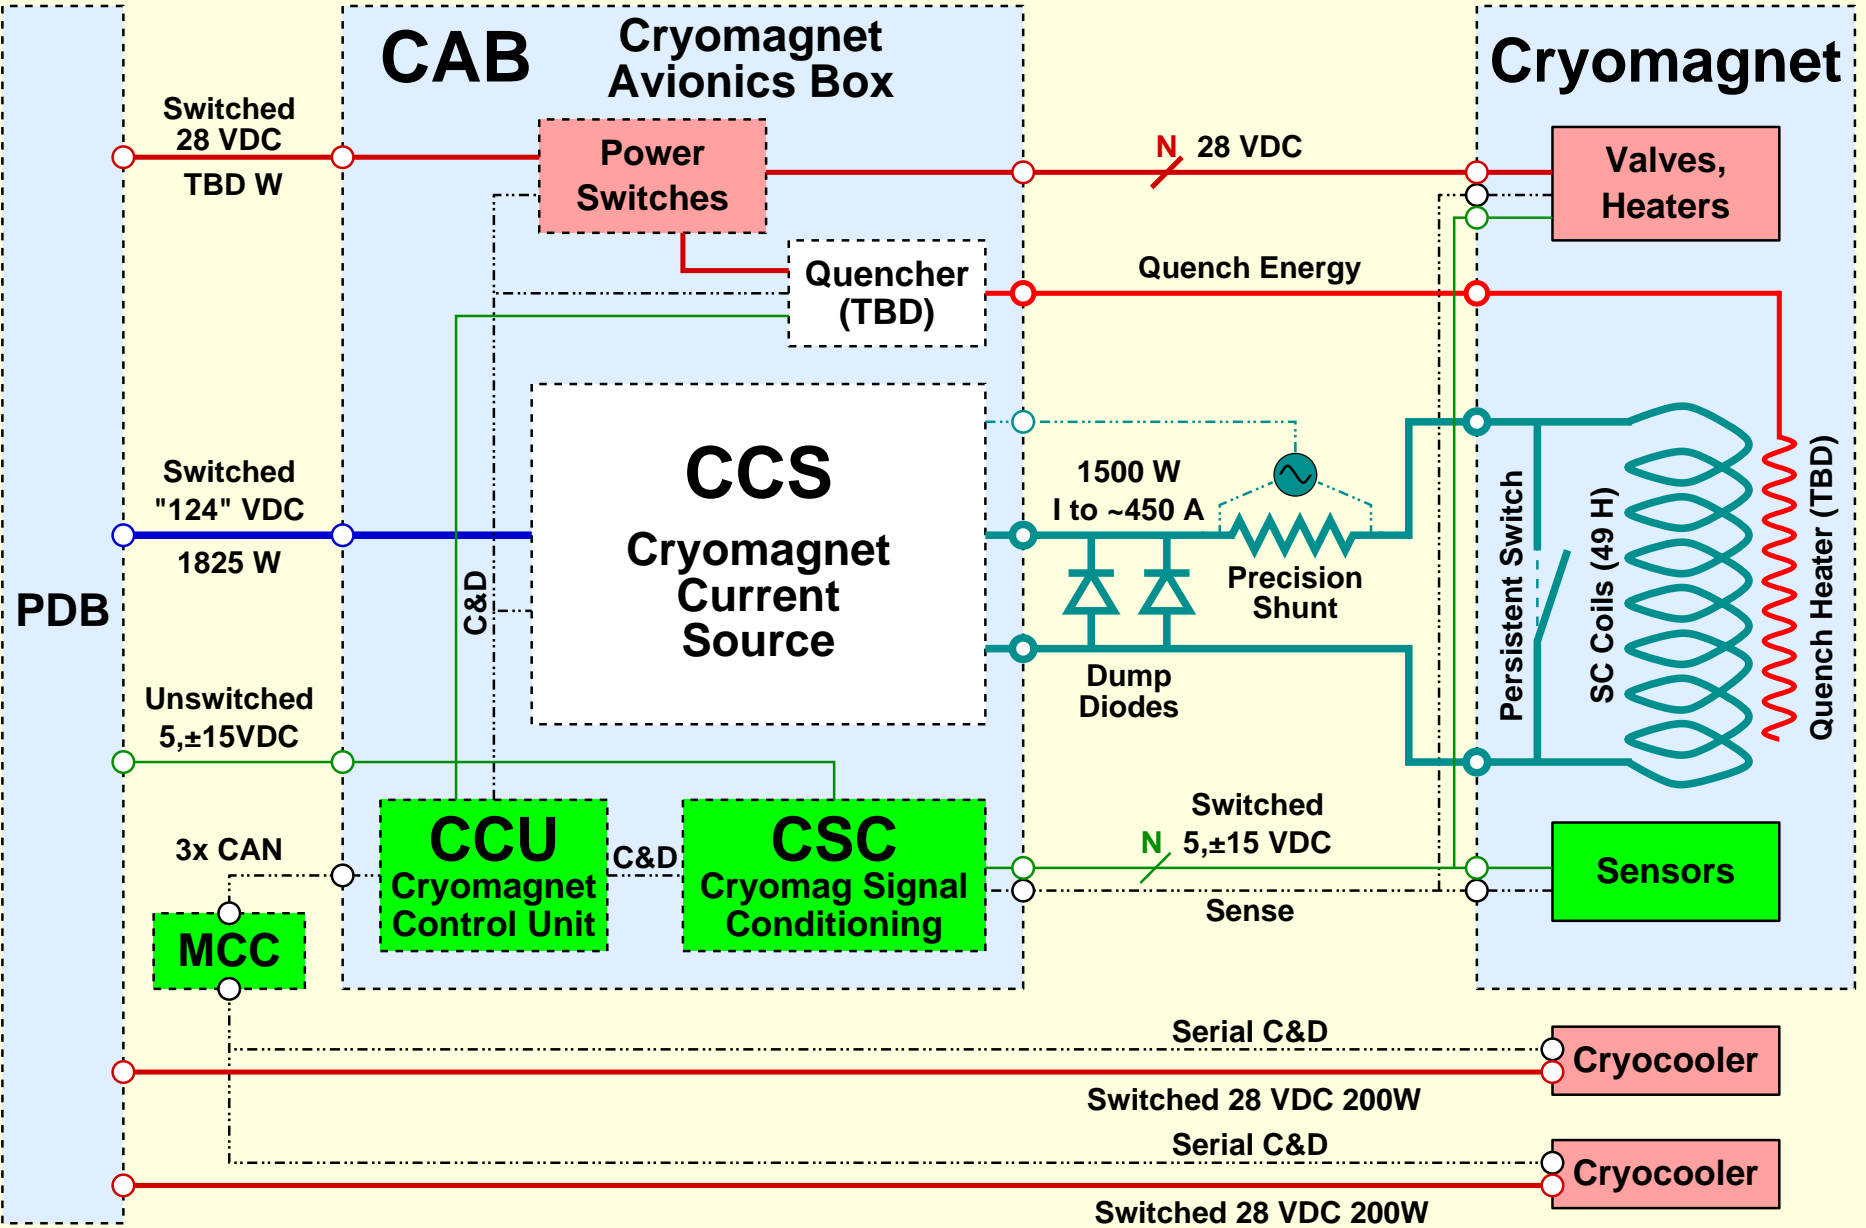 CAB
Cryomagnet
Avionics Box
Cryomagnet
Switched
28 VDC
TBD W
Power
Switches
N 28 VDC
Valves,
Heaters
Quencher
(TBD)
Quench Energy
CCS
Cryomagnet
Current
Source
Switched
"124" VDC
1825 W
C&D
1500 W
I to ~450 A
Precision
Shunt
Dump
Diodes
Persistent Switch
SC Coils (49 H)
Quench Heater (TBD)
PDB
Unswitched
5,±15VDC
3x CAN
MCC
CCU
Cryomagnet
Control Unit
C&D
CSC
Cryomag Signal
Conditioning
Switched
N 5,±15 VDC
Sense
Sensors
Serial C&D
Cryocooler
Switched 28 VDC 200W
Serial C&D
Cryocooler
Switched 28 VDC 200W